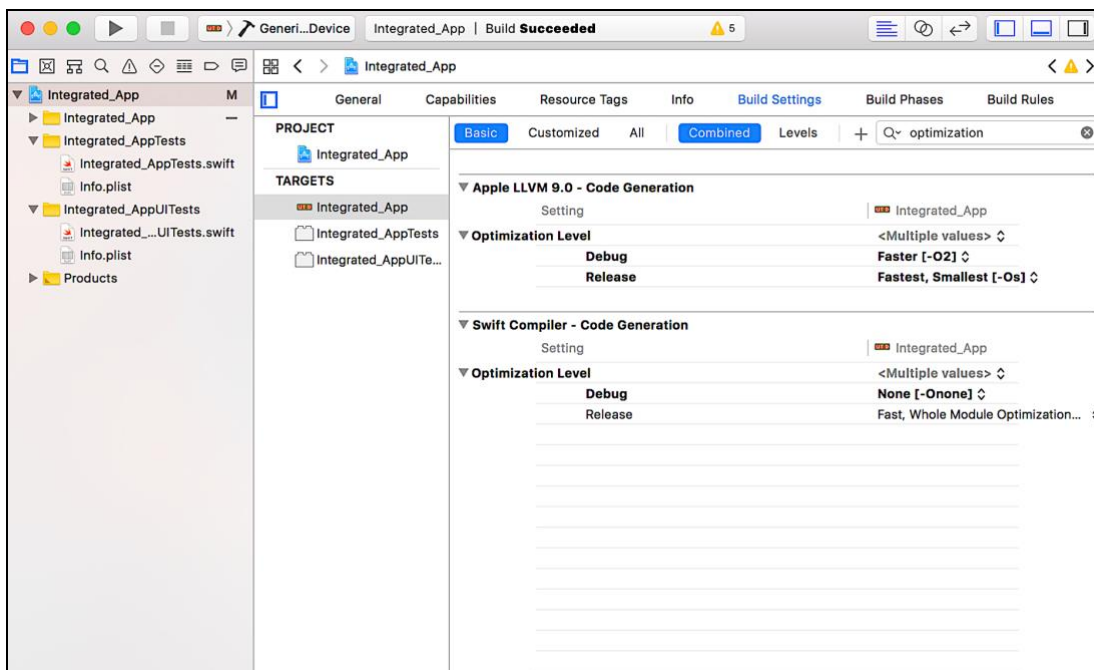 Generi...Device
Integrated_App | Build Succeeded
5
Integrated_App
Integrated_App M
General Capabilities Resource Tags Info Build Settings Build Phases Build Rules
Integrated_App
Integrated_AppTests
Integrated_AppTests.swift
Info.plist
Integrated_AppUITests
Integrated_...UITests.swift
Info.plist
Products
PROJECT
Integrated_App
TARGETS
Integrated_App
Integrated_AppTests
Integrated_AppUITe...
Basic Customized All Combined Levels + optimization
Apple LLVM 9.0 - Code Generation
Setting Integrated_App
Optimization Level <Multiple values>
Debug Faster [-O2]
Release Fastest, Smallest [-Os]
Swift Compiler - Code Generation
Setting Integrated_App
Optimization Level <Multiple values>
Debug None [-Onone]
Release Fast, Whole Module Optimization...